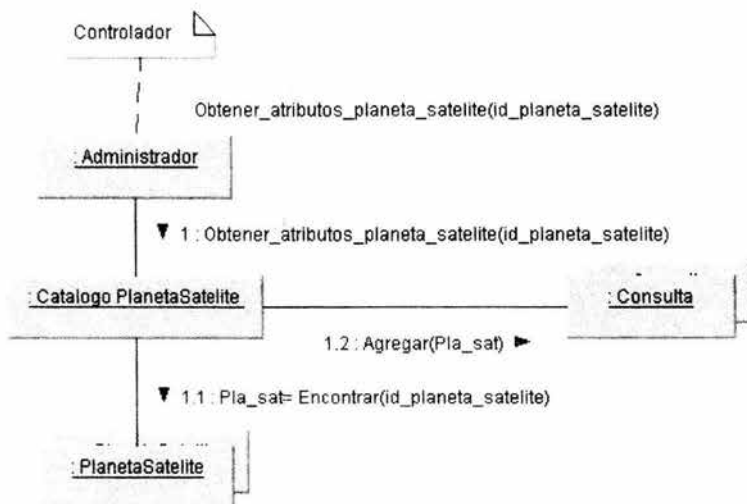 Controlador
Obtener_atributos_planeta_satelite(id_planeta_satelite)
: Administrador
1 : Obtener_atributos_planeta_satelite(id_planeta_satelite)
: Catalogo PlanetaSatelite
: Consulta
1.2 : Agregar(Pla_sat)
1.1 : Pla_sat= Encontrar(id_planeta_satelite)
: PlanetaSatelite